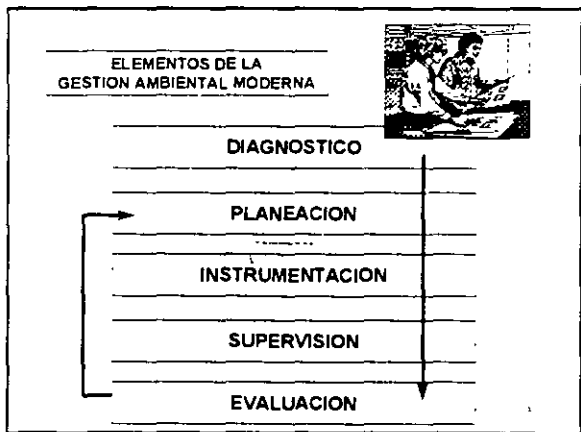 ELEMENTOS DE LA
GESTION AMBIENTAL MODERNA
DIAGNOSTICO
PLANEACION
INSTRUMENTACION
SUPERVISION
EVALUACION